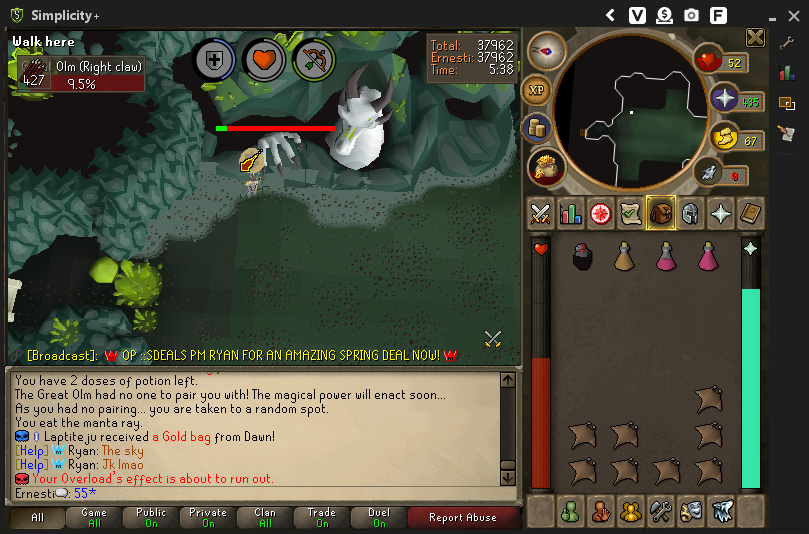 Simplicity+
Walk here
Olm (Right claw)
427
9.5%
Total: 37962
Ernesti: 37962
Time: 5:38
XP
52
67
0
[Broadcast]: OP ::SDEALS PM RYAN FOR AN AMAZING SPRING DEAL NOW!
You have 2 doses of potion left.
The Great Olm had no one to pair you with! The magical power will enact soon...
As you had no pairing... you are taken to a random spot.
You eat the manta ray.
Laptiteju received a Gold bag from Dawn!
[Help] Ryan: The sky
[Help] Ryan: Jk lmao
Your Overload's effect is about to run out.
Ernesti: 55*
All
Game
All
Public
On
Private
On
Clan
All
Trade
On
Duel
On
Report Abuse